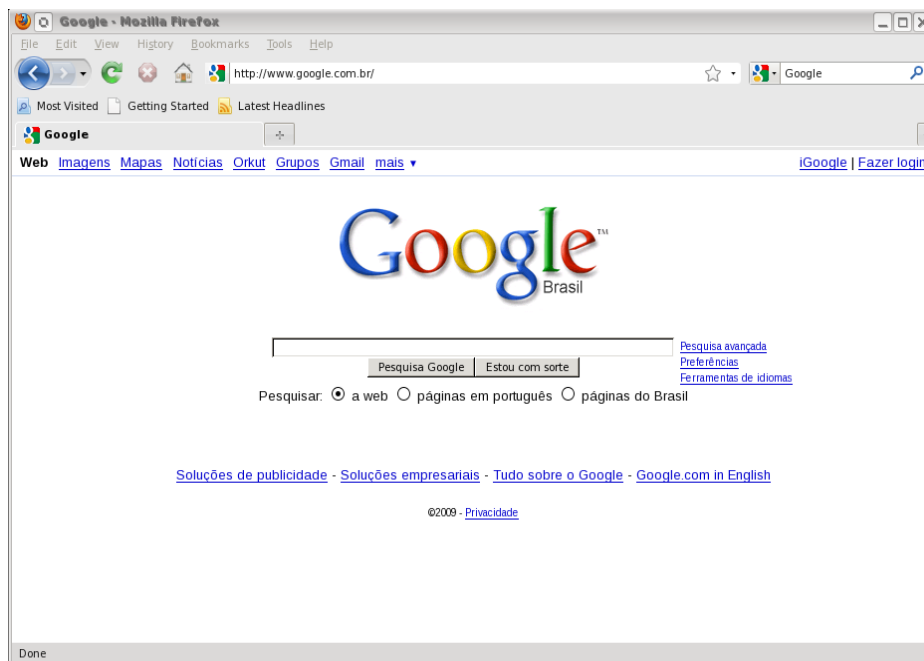 Google - Mozilla Firefox
File Edit View History Bookmarks Tools Help
http://www.google.com.br/ Google
Most Visited Getting Started Latest Headlines
Google
Web Imagens Mapas Notícias Orkut Grupos Gmail mais ▼ iGoogle | Fazer login
Google™
Brasil
Pesquisa avançada
Preferências
Ferramentas de idiomas
Pesquisa Google Estou com sorte
Pesquisar: a web páginas em português páginas do Brasil
Soluções de publicidade - Soluções empresariais - Tudo sobre o Google - Google.com in English
©2009 - Privacidade
Done